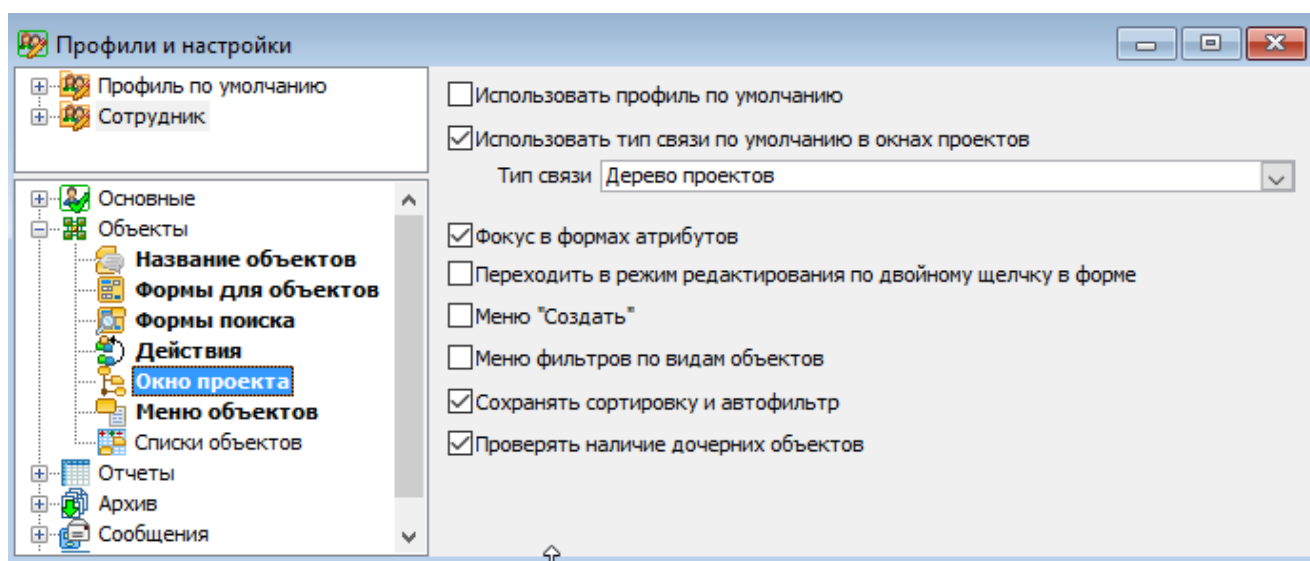 Профили и настройки
Профиль по умолчанию
Сотрудник
Основные
Объекты
Название объектов
Формы для объектов
Формы поиска
Действия
Окно проекта
Меню объектов
Списки объектов
Отчеты
Архив
Сообщения
Использовать профиль по умолчанию
Использовать тип связи по умолчанию в окнах проектов
Тип связи Дерево проектов
Фокус в формах атрибутов
Переходить в режим редактирования по двойному щелчку в форме
Меню "Создать"
Меню фильтров по видам объектов
Сохранять сортировку и автофильтр
Проверять наличие дочерних объектов